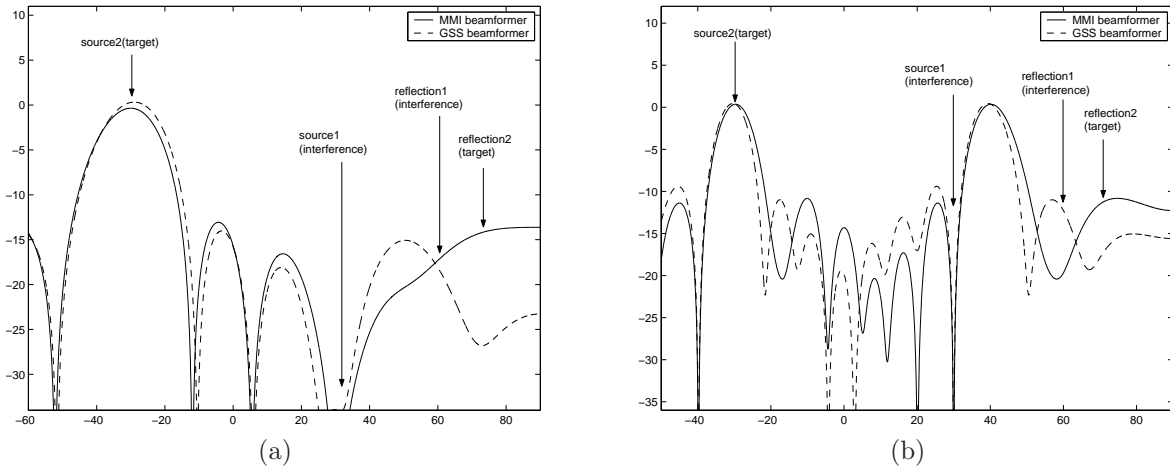 MMI beamformer
GSS beamformer
source2(target)
reflection1
(interference)
source1
(interference)
reflection2
(target)
10
5
0
−5
−10
−15
−20
−25
−30
−60
−40
−20
0
20
40
60
80
(a)
MMI beamformer
GSS beamformer
source2(target)
source1
(interference)
reflection1
(interference)
reflection2
(target)
10
5
0
−5
−10
−15
−20
−25
−30
−35
−40
−20
0
20
40
60
80
(b)